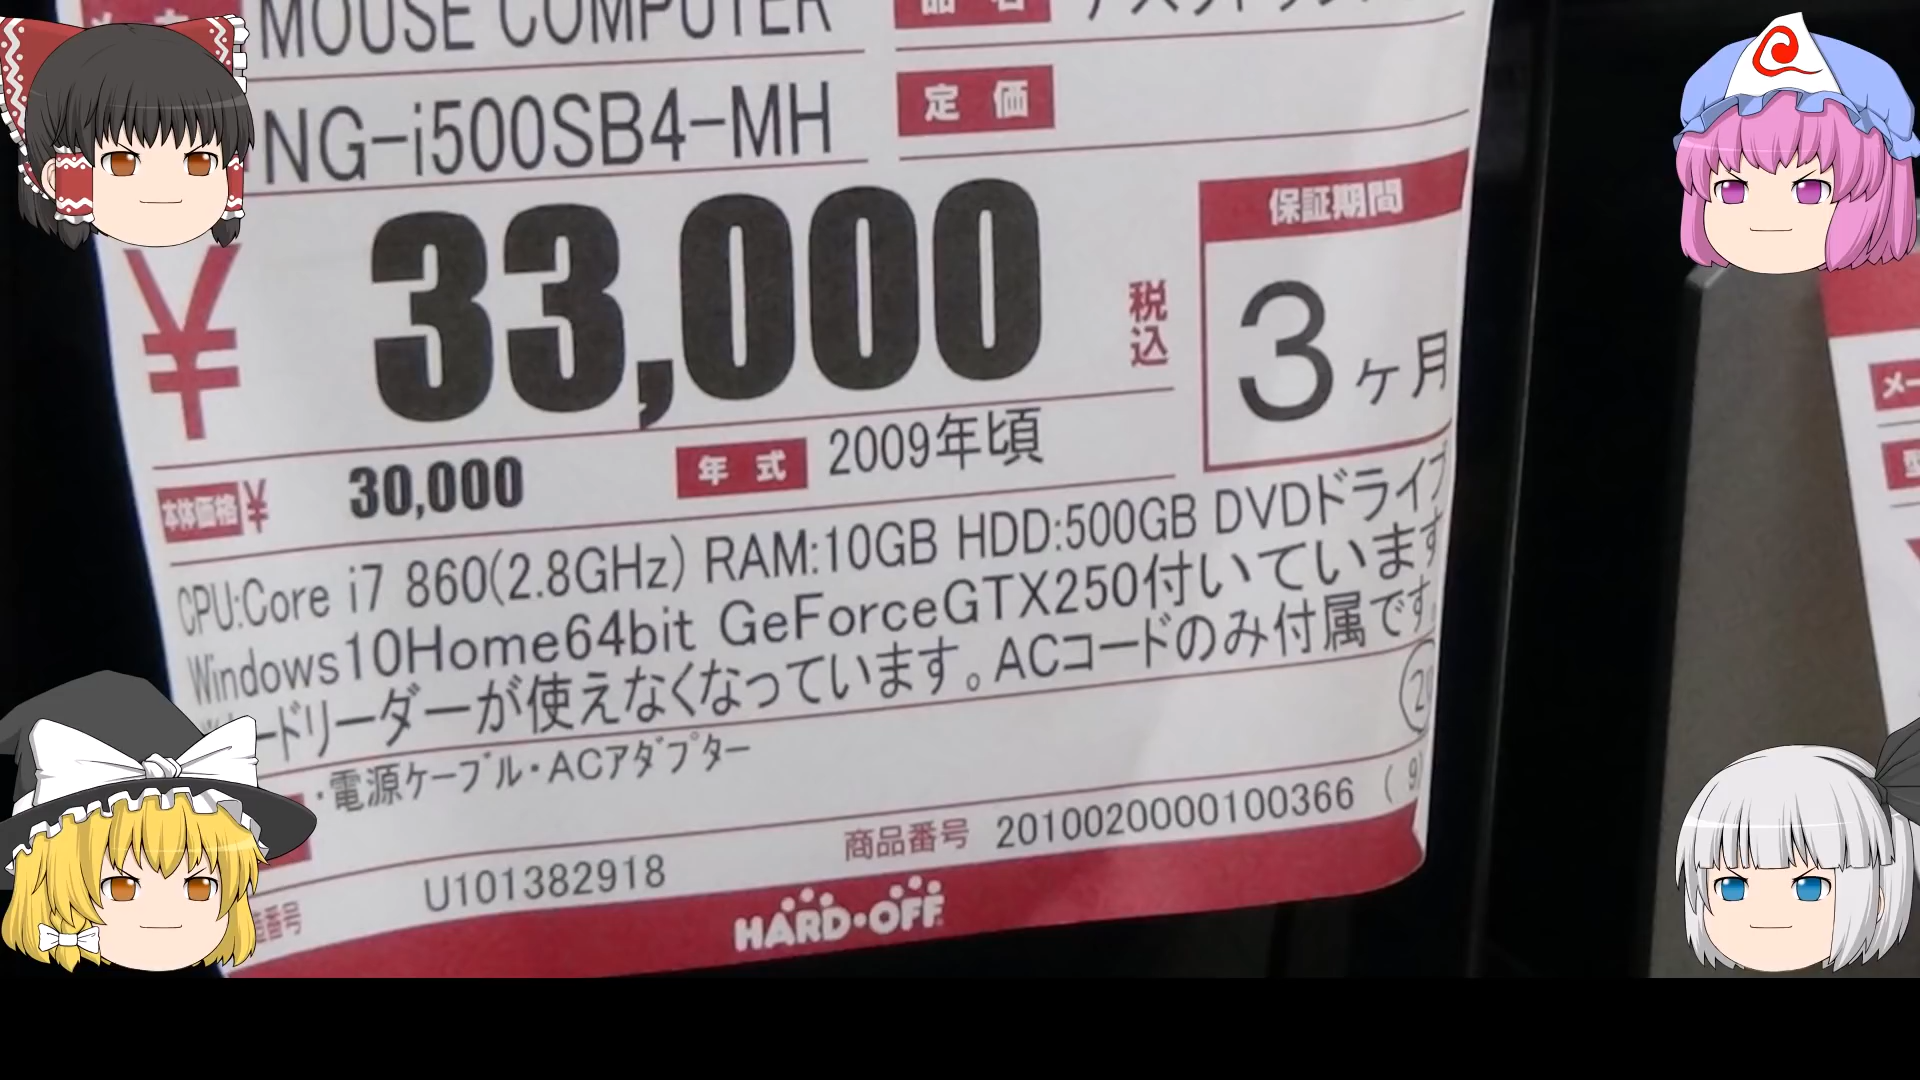 MOUSE COMPUTER
品名
NG-i500SB4-MH
定価
¥33,000
税込
保証期間
3ヶ月
本体価格 ¥ 30,000
年式 2009年頃
CPU:Core i7 860(2.8GHz) RAM:10GB HDD:500GB DVDドライブ
Windows10Home64bit GeForceGTX250付いています
ードリーダーが使えなくなっています。ACコードのみ付属です。
・電源ケーブル・ACアダプター
番号 U101382918
商品番号 2010020000100366 ( 9
HARD・OFF